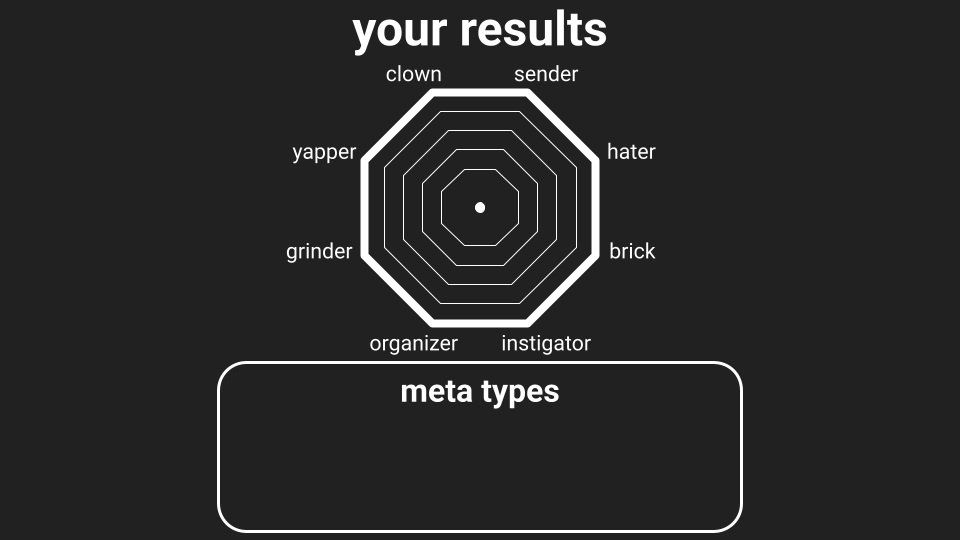 your results
clown sender
yapper hater
grinder brick
organizer instigator
meta types